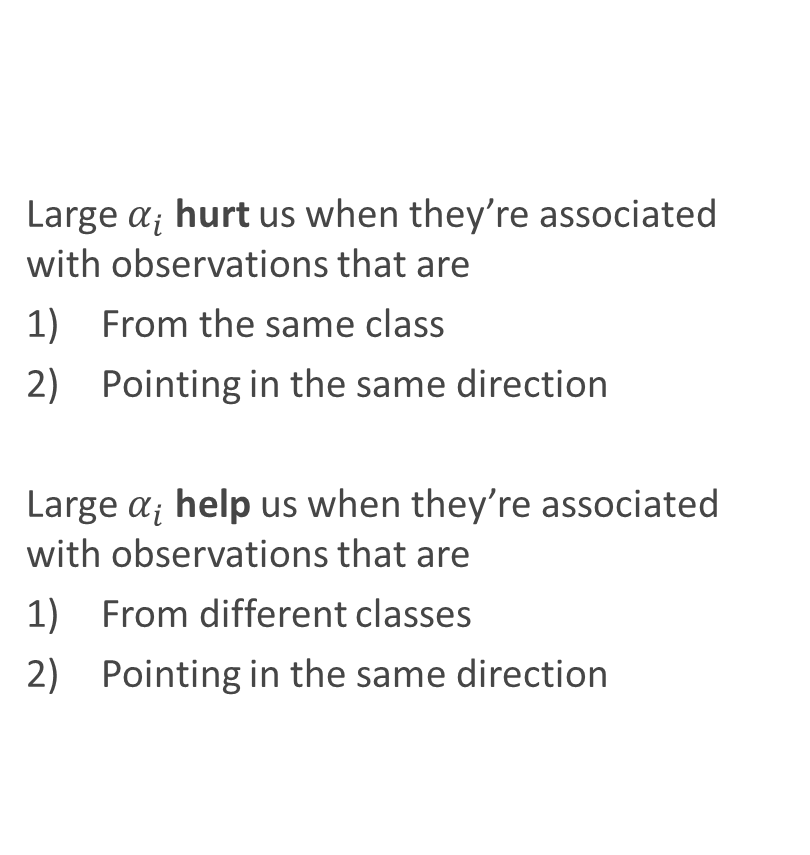 Large αᵢ hurt us when they’re associated
with observations that are
1) From the same class
2) Pointing in the same direction
Large αᵢ help us when they’re associated
with observations that are
1) From different classes
2) Pointing in the same direction